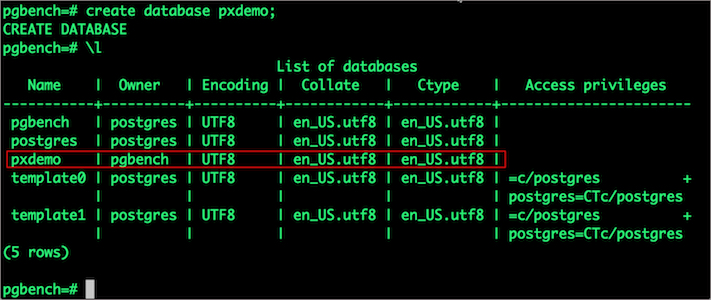 pgbench=# create database pxdemo;
CREATE DATABASE
pgbench=# \l
                              List of databases
   Name    |  Owner   | Encoding |  Collate   |   Ctype    |   Access privileges
-----------+----------+----------+------------+------------+-----------------------
 pgbench   | postgres | UTF8     | en_US.utf8 | en_US.utf8 |
 postgres  | postgres | UTF8     | en_US.utf8 | en_US.utf8 |
 pxdemo    | pgbench  | UTF8     | en_US.utf8 | en_US.utf8 |
 template0 | postgres | UTF8     | en_US.utf8 | en_US.utf8 | =c/postgres          +
           |          |          |            |            | postgres=CTc/postgres
 template1 | postgres | UTF8     | en_US.utf8 | en_US.utf8 | =c/postgres          +
           |          |          |            |            | postgres=CTc/postgres
(5 rows)
pgbench=#